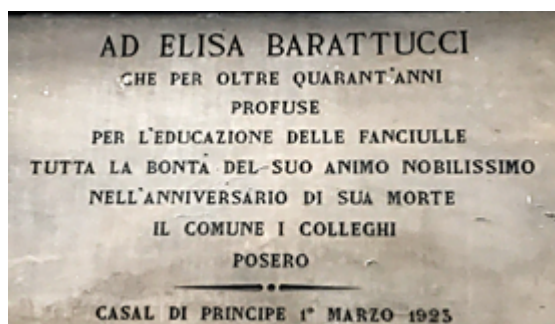 AD ELISA BARATTUCCI
CHE PER OLTRE QUARANT'ANNI
PROFUSE
PER L'EDUCAZIONE DELLE FANCIULLE
TUTTA LA BONTÀ DEL SUO ANIMO NOBILISSIMO
NELL'ANNIVERSARIO DI SUA MORTE
IL COMUNE I COLLEGHI
POSERO
CASAL DI PRINCIPE 1° MARZO 1923